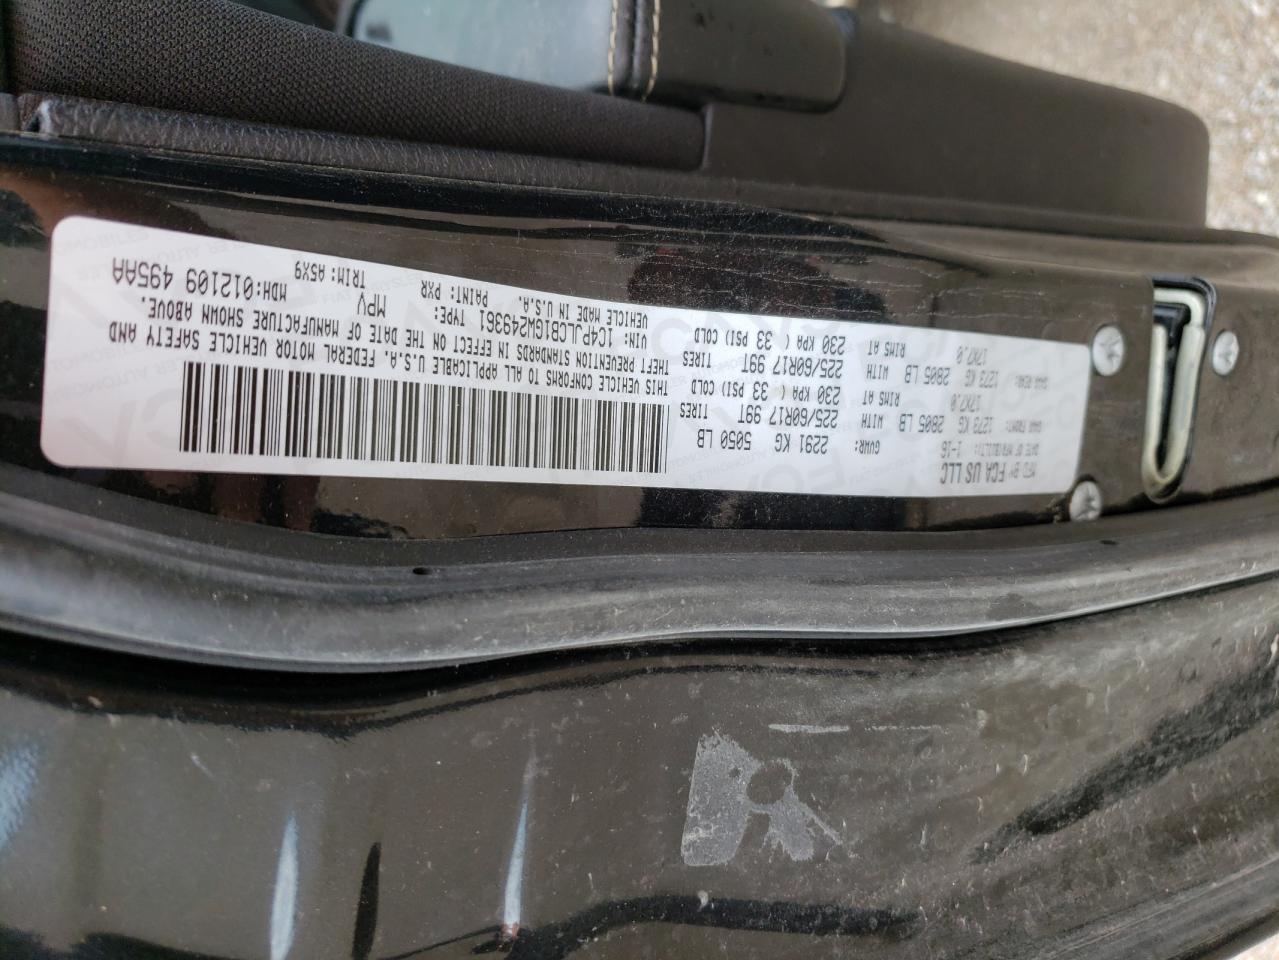 MFD BY FCA US LLC
DATE OF MFR(BUILT): 1-16
GVWR: 2291 KG 5050 LB
GAWR FRONT: 1273 KG 2805 LB WITH 225/60R17 99T TIRES
17X7.0 RIMS AT 230 KPA ( 33 PSI) COLD
GAWR REAR: 1273 KG 2805 LB WITH 225/60R17 99T TIRES
17X7.0 RIMS AT 230 KPA ( 33 PSI) COLD
THIS VEHICLE CONFORMS TO ALL APPLICABLE U.S.A. FEDERAL MOTOR VEHICLE SAFETY AND
THEFT PREVENTION STANDARDS IN EFFECT ON THE DATE OF MANUFACTURE SHOWN ABOVE.
VIN: 1C4PJLCB1GW249361 TYPE: MPV MDH:012109 495AA
VEHICLE MADE IN U.S.A. PAINT: PXR TRIM: A5X9